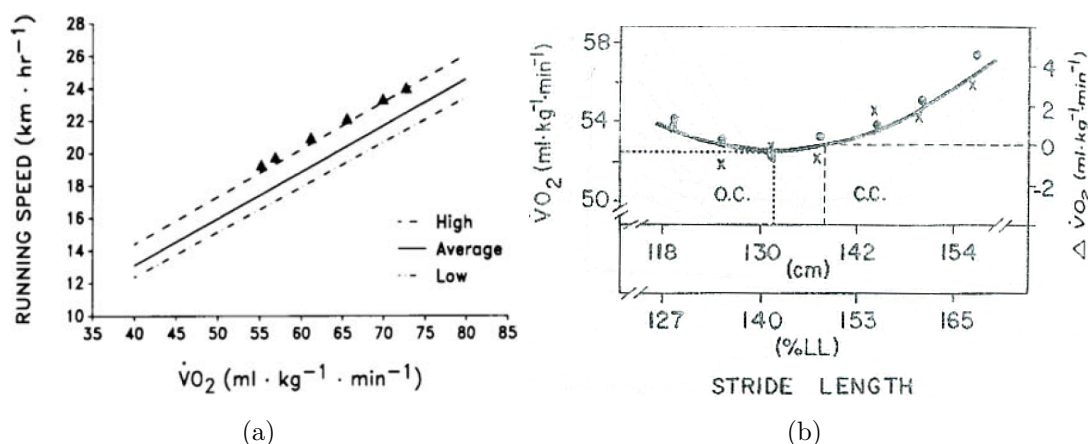 28
26
24
22
20
18
16
14
12
10
RUNNING SPEED (km · hr⁻¹)
35 40 45 50 55 60 65 70 75 80 85
V̇O₂ (ml · kg⁻¹ · min⁻¹)
High
Average
Low
(a)
58
54
50
V̇O₂ (ml·kg⁻¹·min⁻¹)
4
2
0
-2
Δ V̇O₂ (ml·kg⁻¹·min⁻¹)
O.C. C.C.
118 130 142 154
(cm)
127 140 153 165
(%LL)
STRIDE LENGTH
(b)